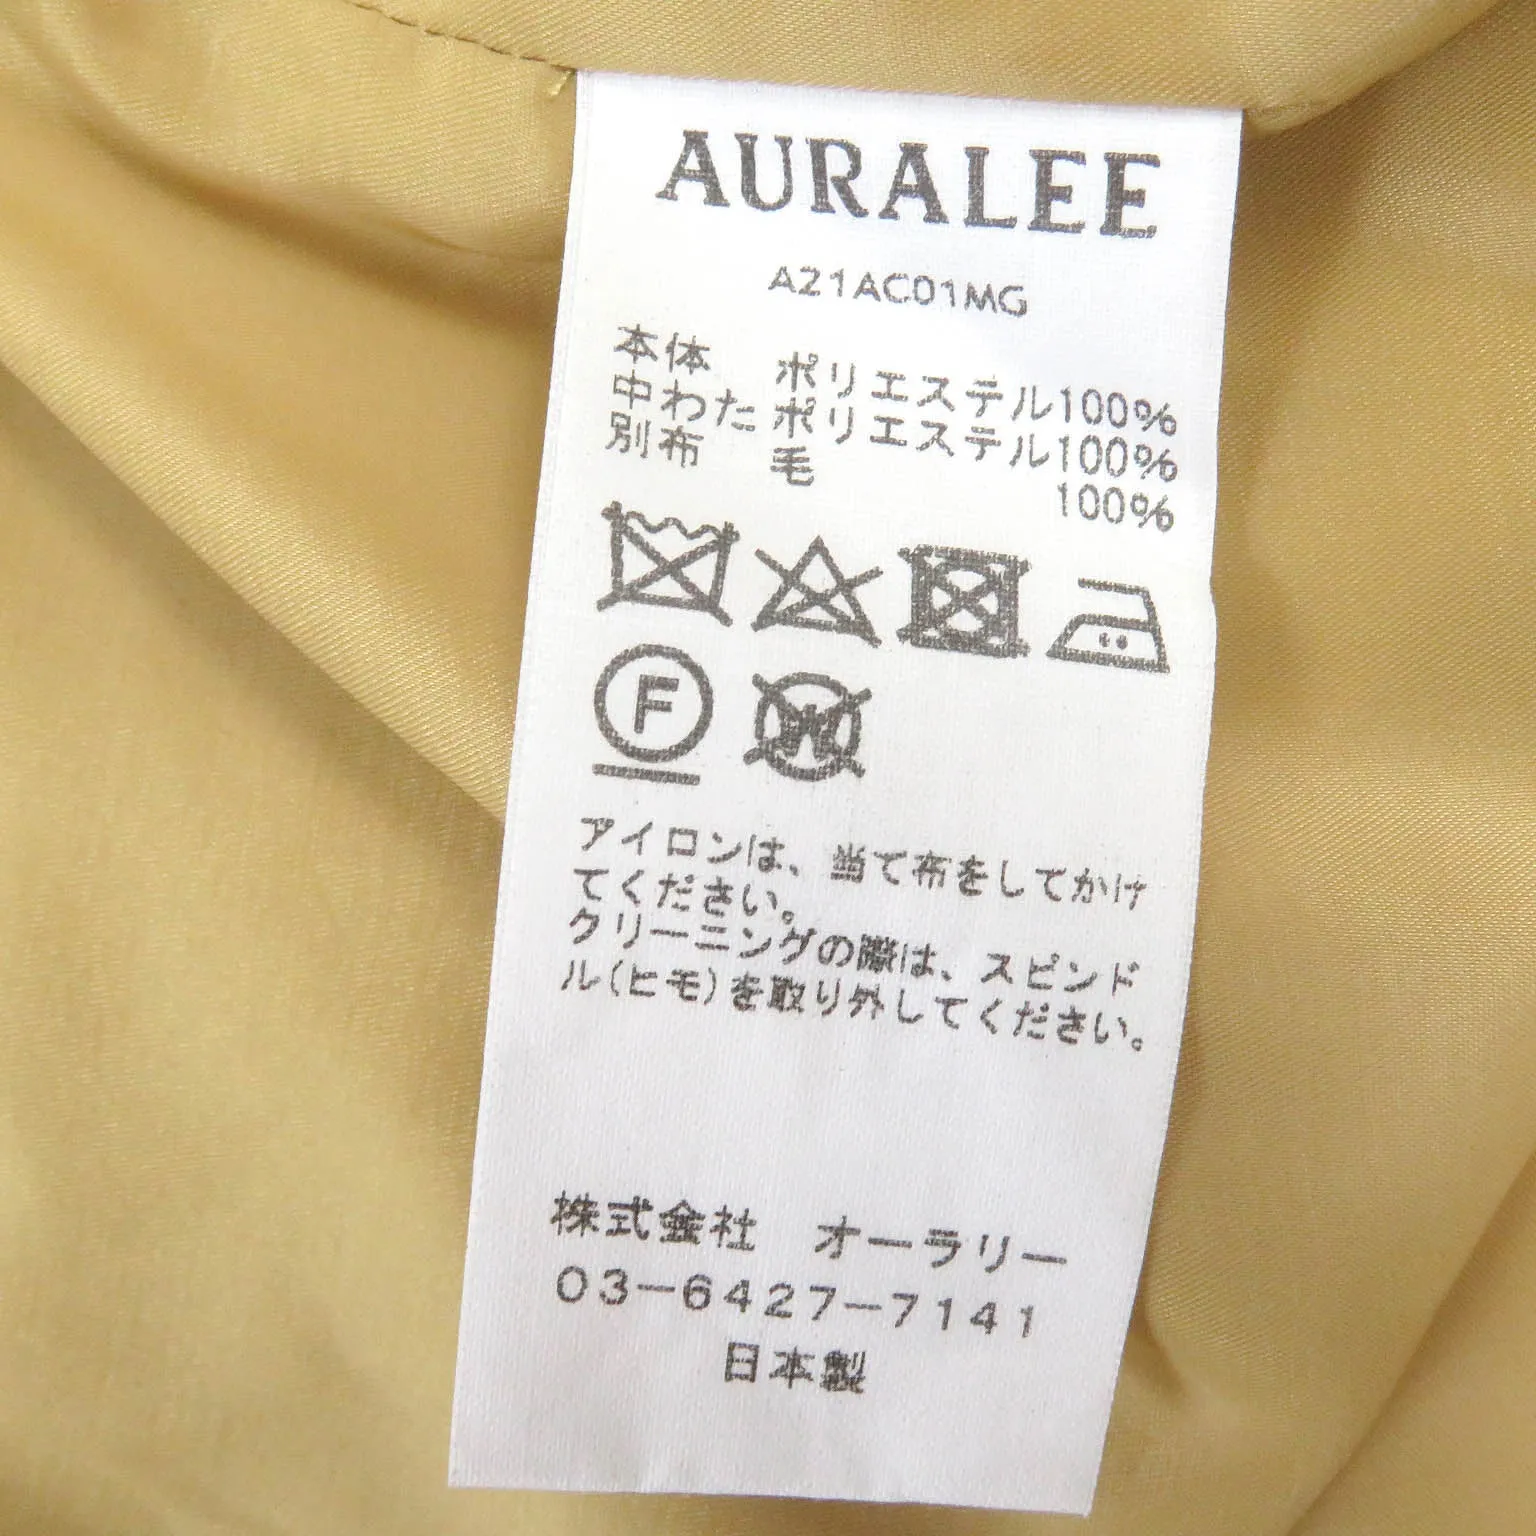 AURALEE
A21AC01MG
本体 ポリエステル100%
中わた ポリエステル100%
別布 毛 100%
F W
アイロンは、当て布をしてかけ
てください。
クリーニングの際は、スピンド
ル(ヒモ)を取り外してください。
株式会社 オーラリー
03-6427-7141
日本製